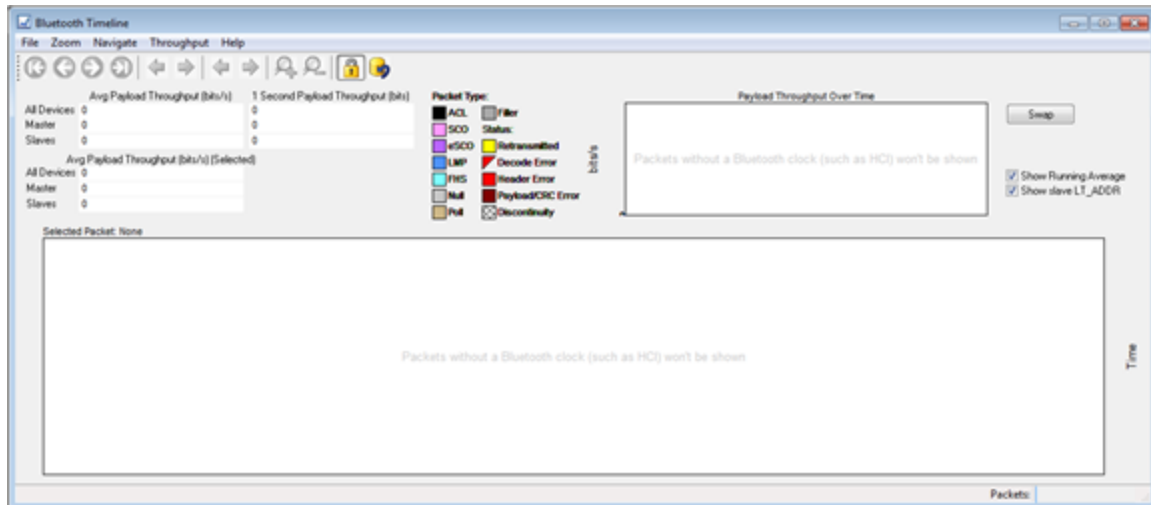 Bluetooth Timeline
File Zoom Navigate Throughput Help
Avg Payload Throughput (bits/s) 1 Second Payload Throughput (bits)
All Devices 0 0
Master 0 0
Slaves 0 0
Avg Payload Throughput (bits/s) (Selected)
All Devices 0
Master 0
Slaves 0
Packet Type:
ACL Filler
SCO Status:
eSCO Retransmitted
LMP Decode Error
FHS Header Error
Null Payload/CRC Error
Poll Discontinuity
Payload Throughput Over Time
bits/s
Packets without a Bluetooth clock (such as HCI) won't be shown
Swap
Show Running Average
Show slave LT_ADDR
Selected Packet: None
Packets without a Bluetooth clock (such as HCI) won't be shown
Time
Packets: